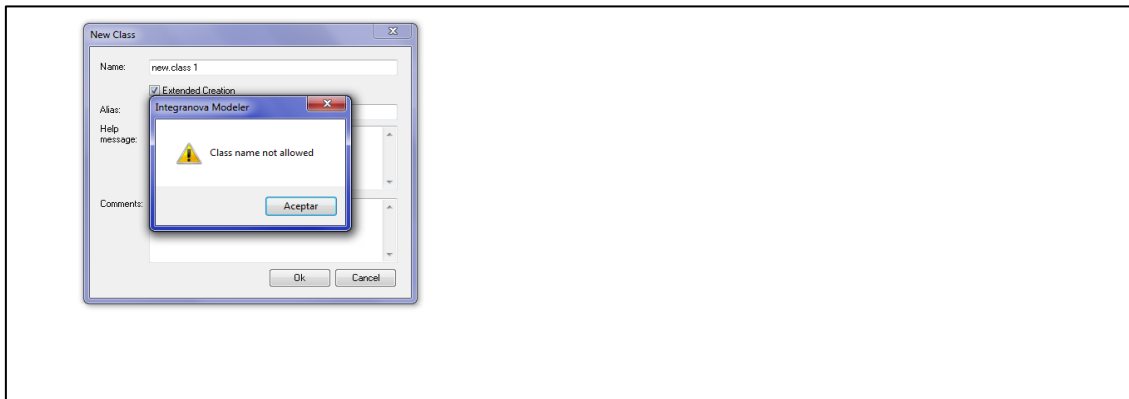 New Class
Name: new.class 1
Extended Creation
Alias:
Integranova Modeler
Help
message:
Class name not allowed
Comments:
Aceptar
Ok Cancel